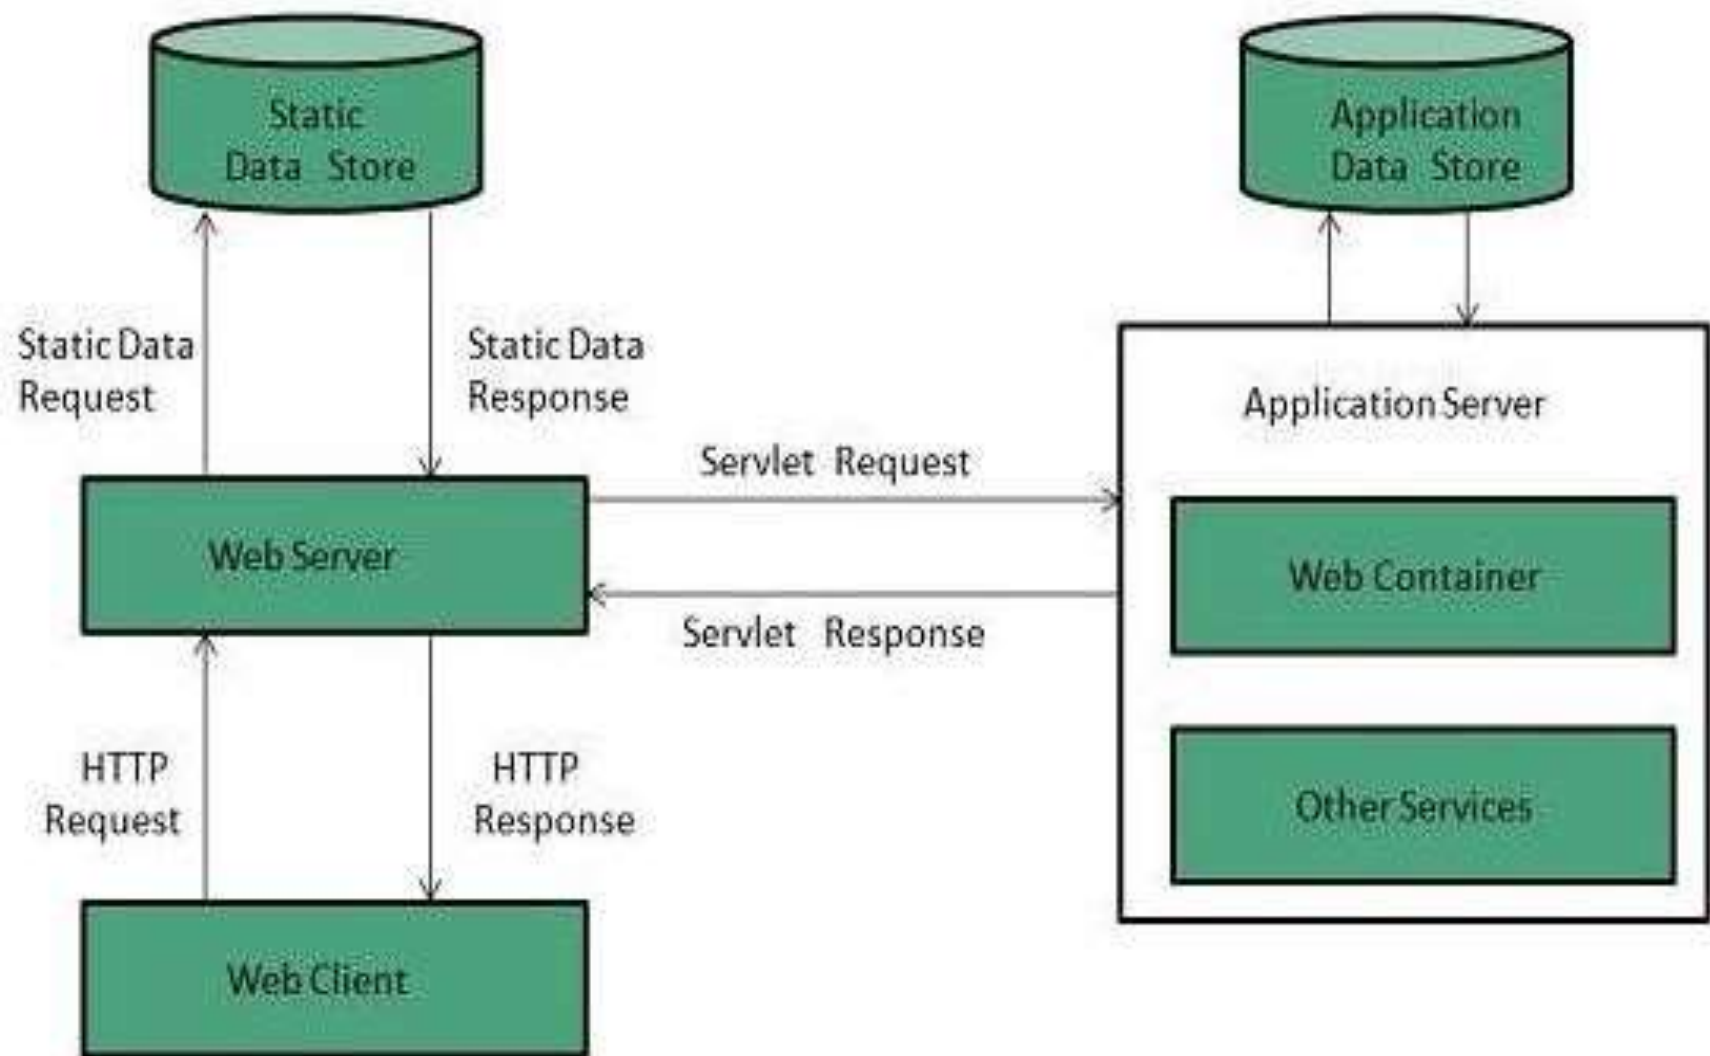 Static
Data Store
Application
Data Store
Static Data
Request
Static Data
Response
Application Server
Servlet Request
Web Server
Web Container
Servlet Response
HTTP
Request
HTTP
Response
Other Services
Web Client